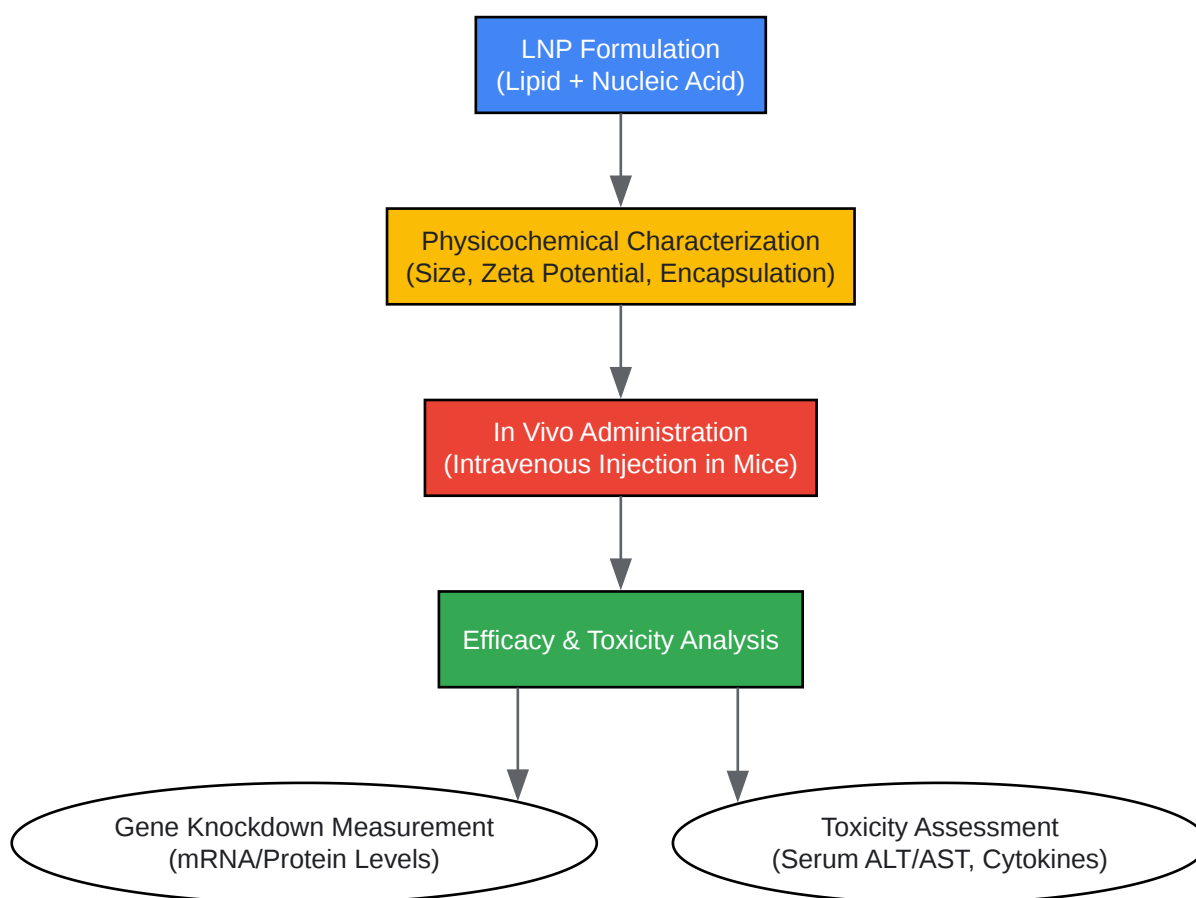 LNP Formulation
(Lipid + Nucleic Acid)
Physicochemical Characterization
(Size, Zeta Potential, Encapsulation)
In Vivo Administration
(Intravenous Injection in Mice)
Efficacy & Toxicity Analysis
Gene Knockdown Measurement
(mRNA/Protein Levels)
Toxicity Assessment
(Serum ALT/AST, Cytokines)